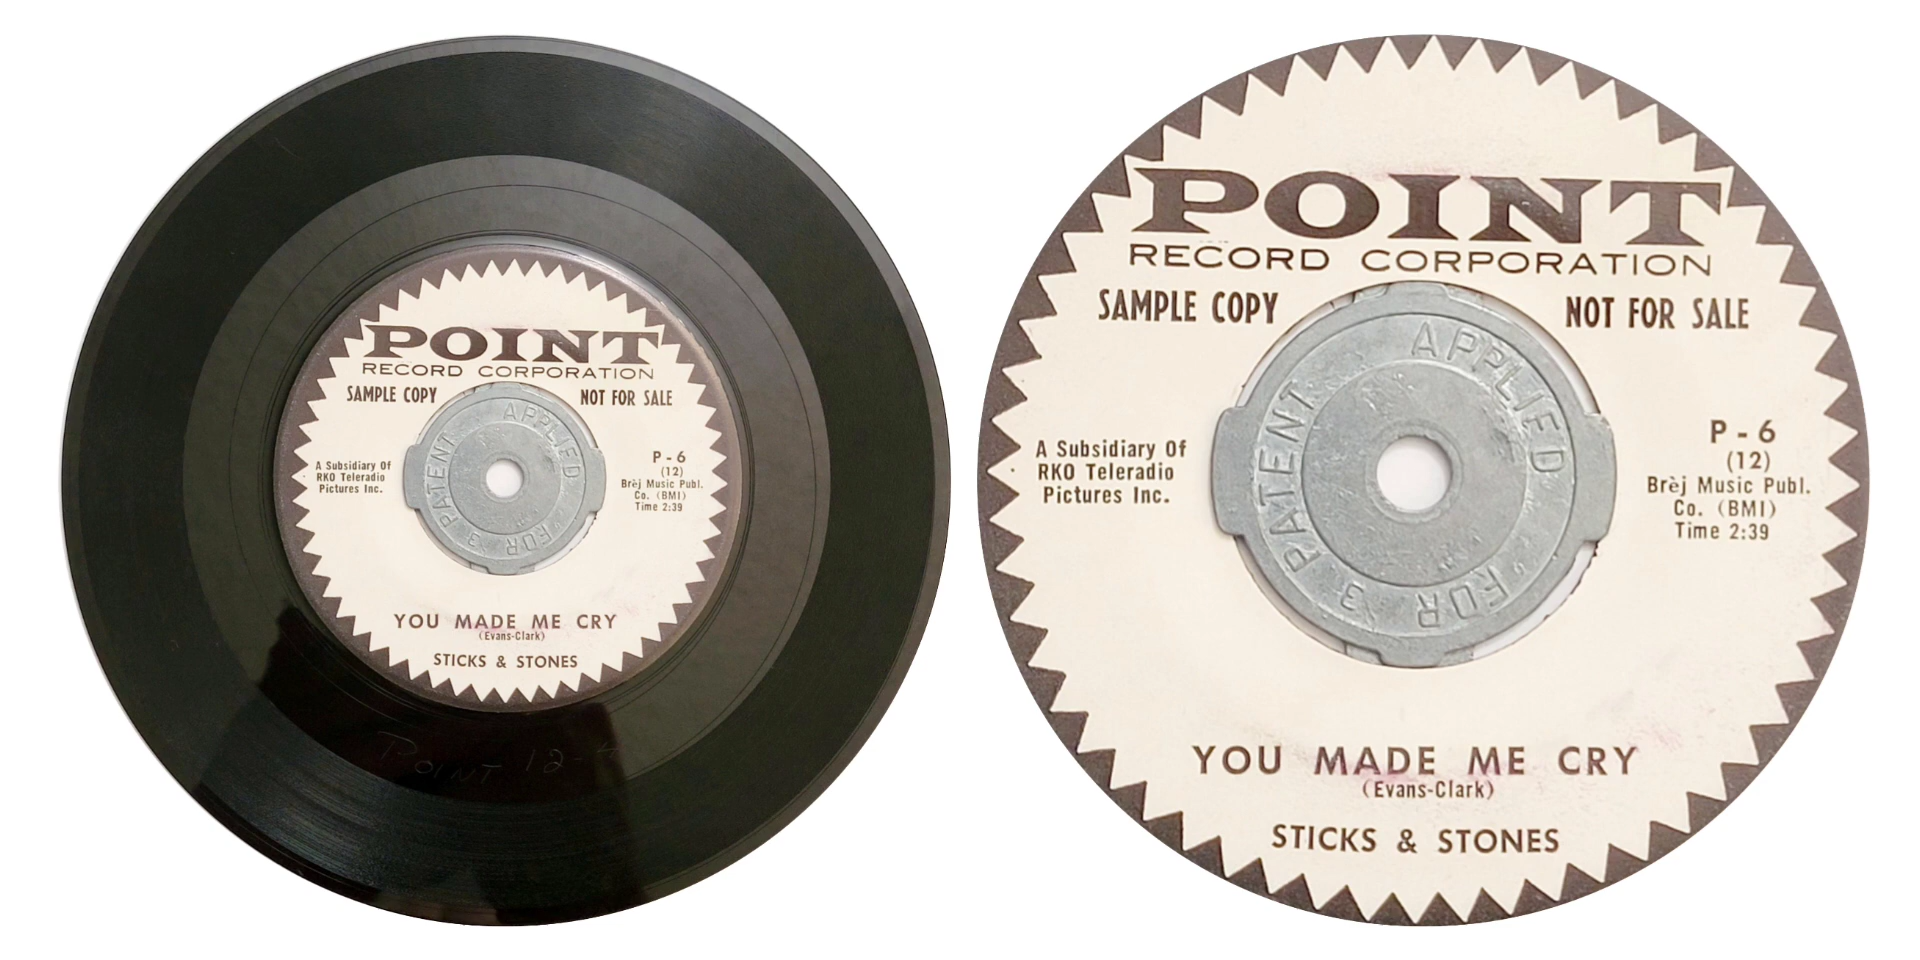 POINT
RECORD CORPORATION
SAMPLE COPY NOT FOR SALE
A Subsidiary Of
RKO Teleradio
Pictures Inc.
P - 6
(12)
Brèj Music Publ.
Co. (BMI)
Time 2:39
PATENT APPLIED FOR
YOU MADE ME CRY
(Evans-Clark)
STICKS & STONES
POINT 12-
POINT
RECORD CORPORATION
SAMPLE COPY NOT FOR SALE
A Subsidiary Of
RKO Teleradio
Pictures Inc.
P - 6
(12)
Brèj Music Publ.
Co. (BMI)
Time 2:39
PATENT APPLIED FOR 3
YOU MADE ME CRY
(Evans-Clark)
STICKS & STONES